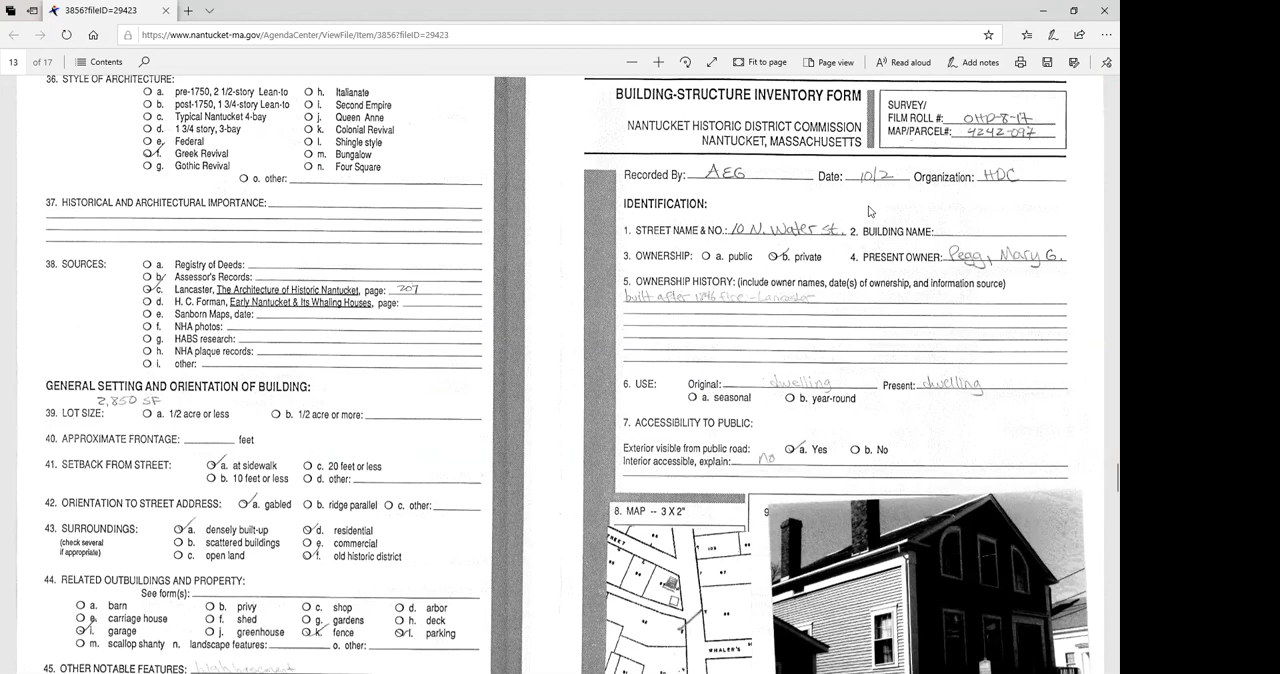 3856?fileID=29423
https://www.nantucket-ma.gov/AgendaCenter/ViewFile/Item/3856?fileID=29423
13 of 17 Contents Fit to page Page view Read aloud Add notes
36. STYLE OF ARCHITECTURE:
a. pre-1750, 2 1/2-story Lean-to h. Italianate
b. post-1750, 1 3/4-story Lean-to i. Second Empire
c. Typical Nantucket 4-bay j. Queen Anne
d. 1 3/4 story, 3-bay k. Colonial Revival
e. Federal l. Shingle style
f. Greek Revival m. Bungalow
g. Gothic Revival n. Four Square
o. other:
37. HISTORICAL AND ARCHITECTURAL IMPORTANCE:
38. SOURCES: a. Registry of Deeds:
b. Assessor's Records:
c. Lancaster, The Architecture of Historic Nantucket, page: 207
d. H. C. Forman, Early Nantucket & Its Whaling Houses, page:
e. Sanborn Maps, date:
f. NHA photos:
g. HABS research:
h. NHA plaque records:
i. other:
GENERAL SETTING AND ORIENTATION OF BUILDING:
2,850 SF
39. LOT SIZE: a. 1/2 acre or less b. 1/2 acre or more:
40. APPROXIMATE FRONTAGE: feet
41. SETBACK FROM STREET: a. at sidewalk c. 20 feet or less
b. 10 feet or less d. other:
42. ORIENTATION TO STREET ADDRESS: a. gabled b. ridge parallel c. other:
43. SURROUNDINGS: a. densely built-up d. residential
(check several b. scattered buildings e. commercial
if appropriate) c. open land f. old historic district
44. RELATED OUTBUILDINGS AND PROPERTY:
See form(s):
a. barn b. privy c. shop d. arbor
e. carriage house f. shed g. gardens h. deck
i. garage j. greenhouse k. fence l. parking
m. scallop shanty n. landscape features: o. other:
45. OTHER NOTABLE FEATURES: high basement
BUILDING-STRUCTURE INVENTORY FORM
NANTUCKET HISTORIC DISTRICT COMMISSION
NANTUCKET, MASSACHUSETTS
SURVEY/
FILM ROLL #: OHD-8-17
MAP/PARCEL#: 4242-097
Recorded By: AEG Date: 10/2 Organization: HDC
IDENTIFICATION:
1. STREET NAME & NO.: 10 N. Water St. 2. BUILDING NAME:
3. OWNERSHIP: a. public b. private 4. PRESENT OWNER: Pegg, Mary G.
5. OWNERSHIP HISTORY: (include owner names, date(s) of ownership, and information source)
built after 1846 fire - Lancaster
6. USE: Original: dwelling Present: dwelling
a. seasonal b. year-round
7. ACCESSIBILITY TO PUBLIC:
Exterior visible from public road: a. Yes b. No
Interior accessible, explain: no
8. MAP -- 3 X 2"
9
WHALER'S